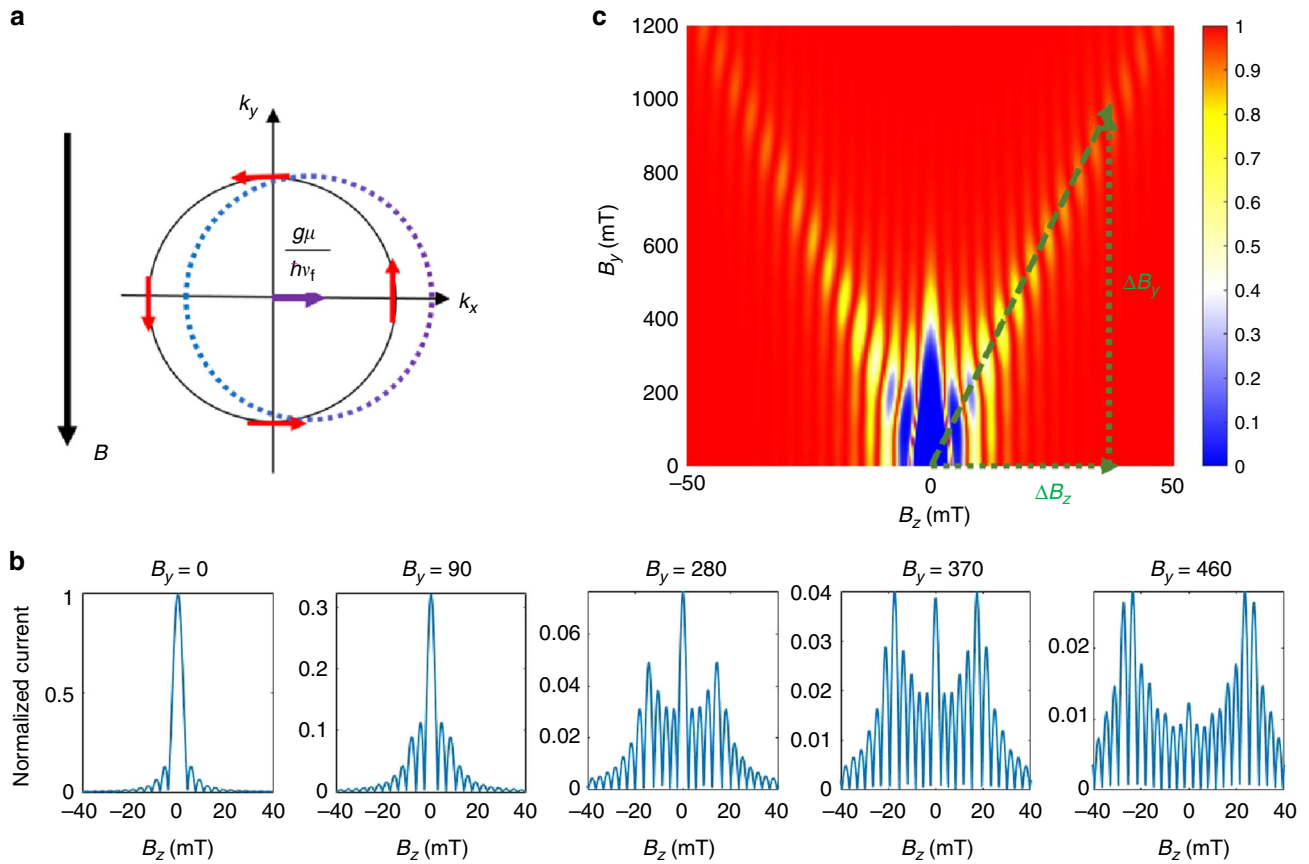 a
k_y
gμ
ħv_f
k_x
B
c
1200
1000
800
600
400
200
0
B_y (mT)
−50
0
50
B_z (mT)
ΔB_y
ΔB_z
1
0.9
0.8
0.7
0.6
0.5
0.4
0.3
0.2
0.1
0
b
B_y = 0
B_y = 90
B_y = 280
B_y = 370
B_y = 460
Normalized current
1
0.5
0
−40 −20 0 20 40
B_z (mT)
0.3
0.2
0.1
0
−40 −20 0 20 40
B_z (mT)
0.06
0.04
0.02
0
−40 −20 0 20 40
B_z (mT)
0.04
0.03
0.02
0.01
0
−40 −20 0 20 40
B_z (mT)
0.02
0.01
0
−40 −20 0 20 40
B_z (mT)